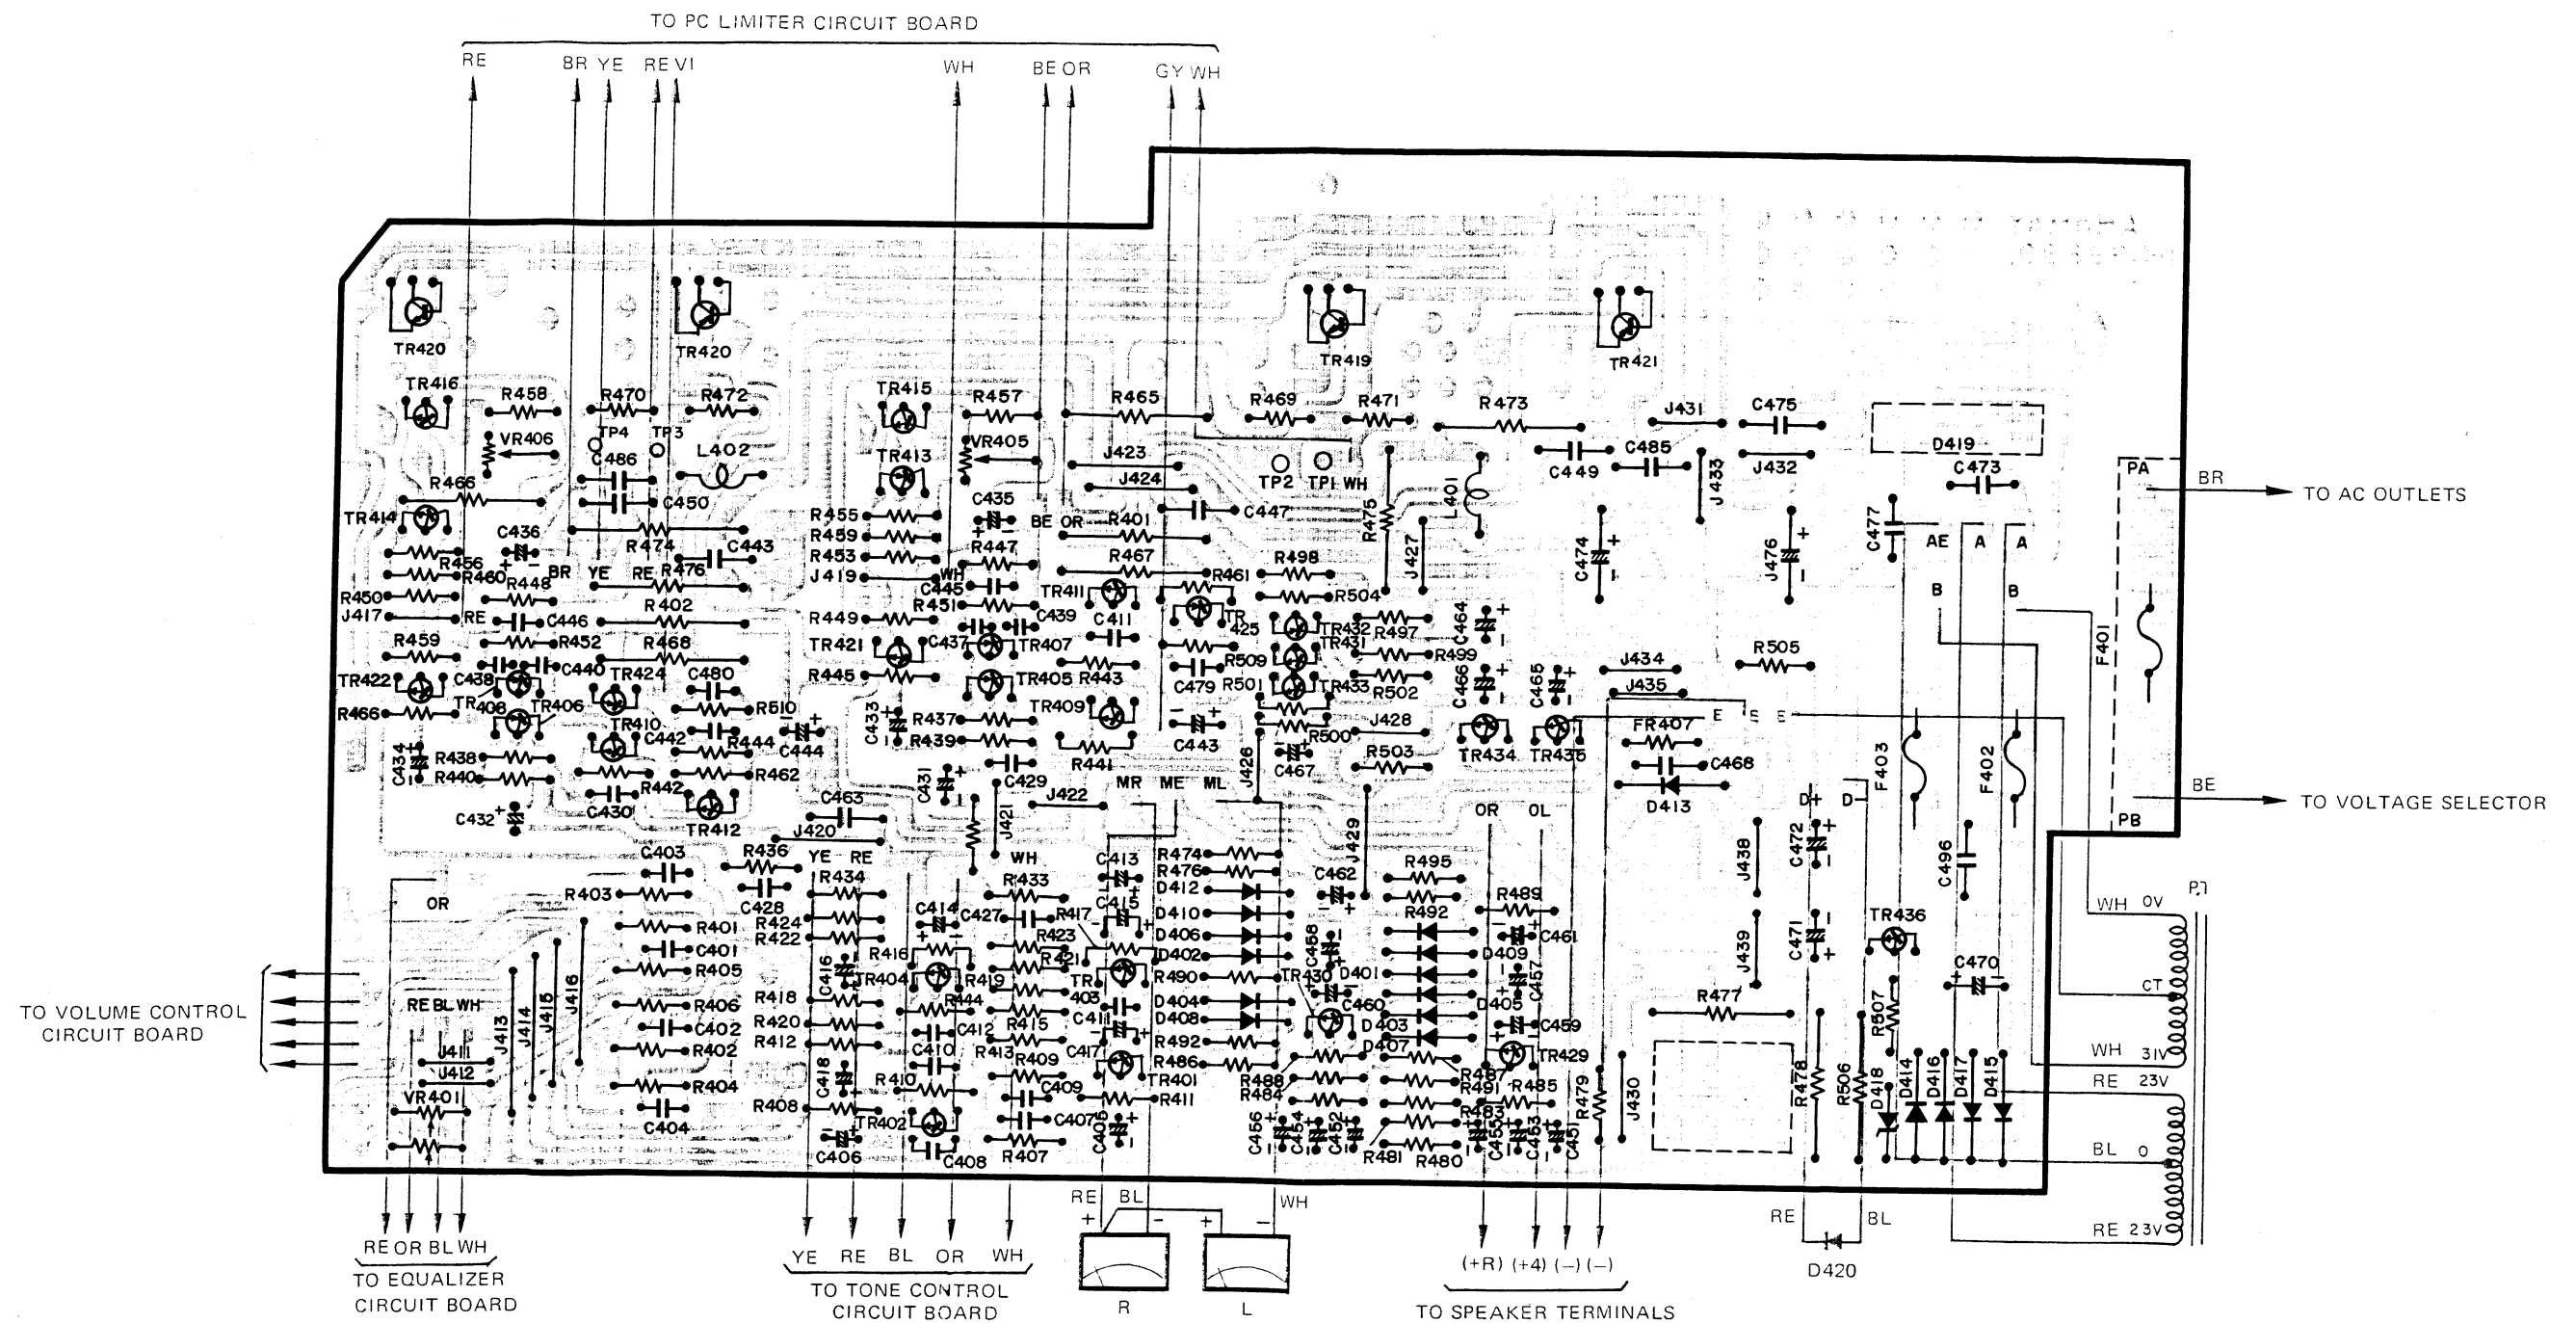 TO PC LIMITER CIRCUIT BOARD
RE BR YE RE VI WH BE OR GY WH
TR420 TR420 TR419 TR421
TR416 R458 R470 R472 TR415 R457 R465 R469 R471 R473 J431 C475
VR406 TP4 TP3 L402 VR405 D419
C486 TR413 J423 C449 C485 J433 J432 C473 PA
R466 C450 C435 J424 C447 TP2 TP1 WH R475 L401
BR TO AC OUTLETS
TR414 C436 R474 C443 R455 BE OR R401 J427 C474 J476 C477 AE A A
R459 R447 R467 R498
R456 R460 R448 BR YE RE R476 R453 J419 WH C445 TR411 R461 R504 B B
R450 J417 RE C446 R402 R449 R451 C439 C411 TR425 TR432 R497 C464
R459 R452 R468 TR421 C437 TR407 R509 TR431 R499 J434 R505 F401
TR422 C438 C440 TR424 C480 R445 TR405 R443 C479 R501 TR433 R502 C466 C465 J435
R466 TR408 TR406 TR410 R510 C433 R437 TR409 C443 R500 J428 E E E
C434 R438 C442 R444 C444 R439 R441 J426 C467 R503 TR434 TR435 FR407 C468 F403 F402
R440 R442 R462 C431 C429 MR ME ML D413 D+ D-
BE TO VOLTAGE SELECTOR
C432 C430 TR412 C463 J420 J421 J422 J429 OR OL J438 C472 PB
C403 R436 YE RE WH C413 R474 R476 R495 C496
R403 C428 R434 R433 D412 C462 R492 R489 P.T
OR R401 R424 R422 C414 C427 R417 C415 D410 D406 C458 C461 J439 C471 TR436 WH 0V
C401 R405 R416 R423 R421 D402 D409 C457
TO VOLUME CONTROL
CIRCUIT BOARD
RE BL WH J413 J414 J415 J416 R406 C416 TR404 R419 TR403 R490 TR430 D401 D405 R477 R507 C470 CT
C402 R418 R420 R444 C412 R415 C411 D404 D408 C460 D403 C459
J411 J412 R402 R412 C410 R413 R409 C417 R492 R486 D407 TR429 WH 31V
VR401 R404 C418 R410 C409 TR401 R488 R484 R487 R491 R485 R479 J430 R478 R506 D418 D414 D416 D417 D415 RE 23V
C404 R408 TR402 C407 R411 R483
C406 C408 R407 C405 C456 C454 C452 R481 R480 C455 C453 C451 BL 0
RE BL WH RE BL RE 23V
+ - + -
RE OR BL WH YE RE BL OR WH (+R) (+4) (-) (-)
TO EQUALIZER
CIRCUIT BOARD
TO TONE CONTROL
CIRCUIT BOARD
R L
TO SPEAKER TERMINALS
D420